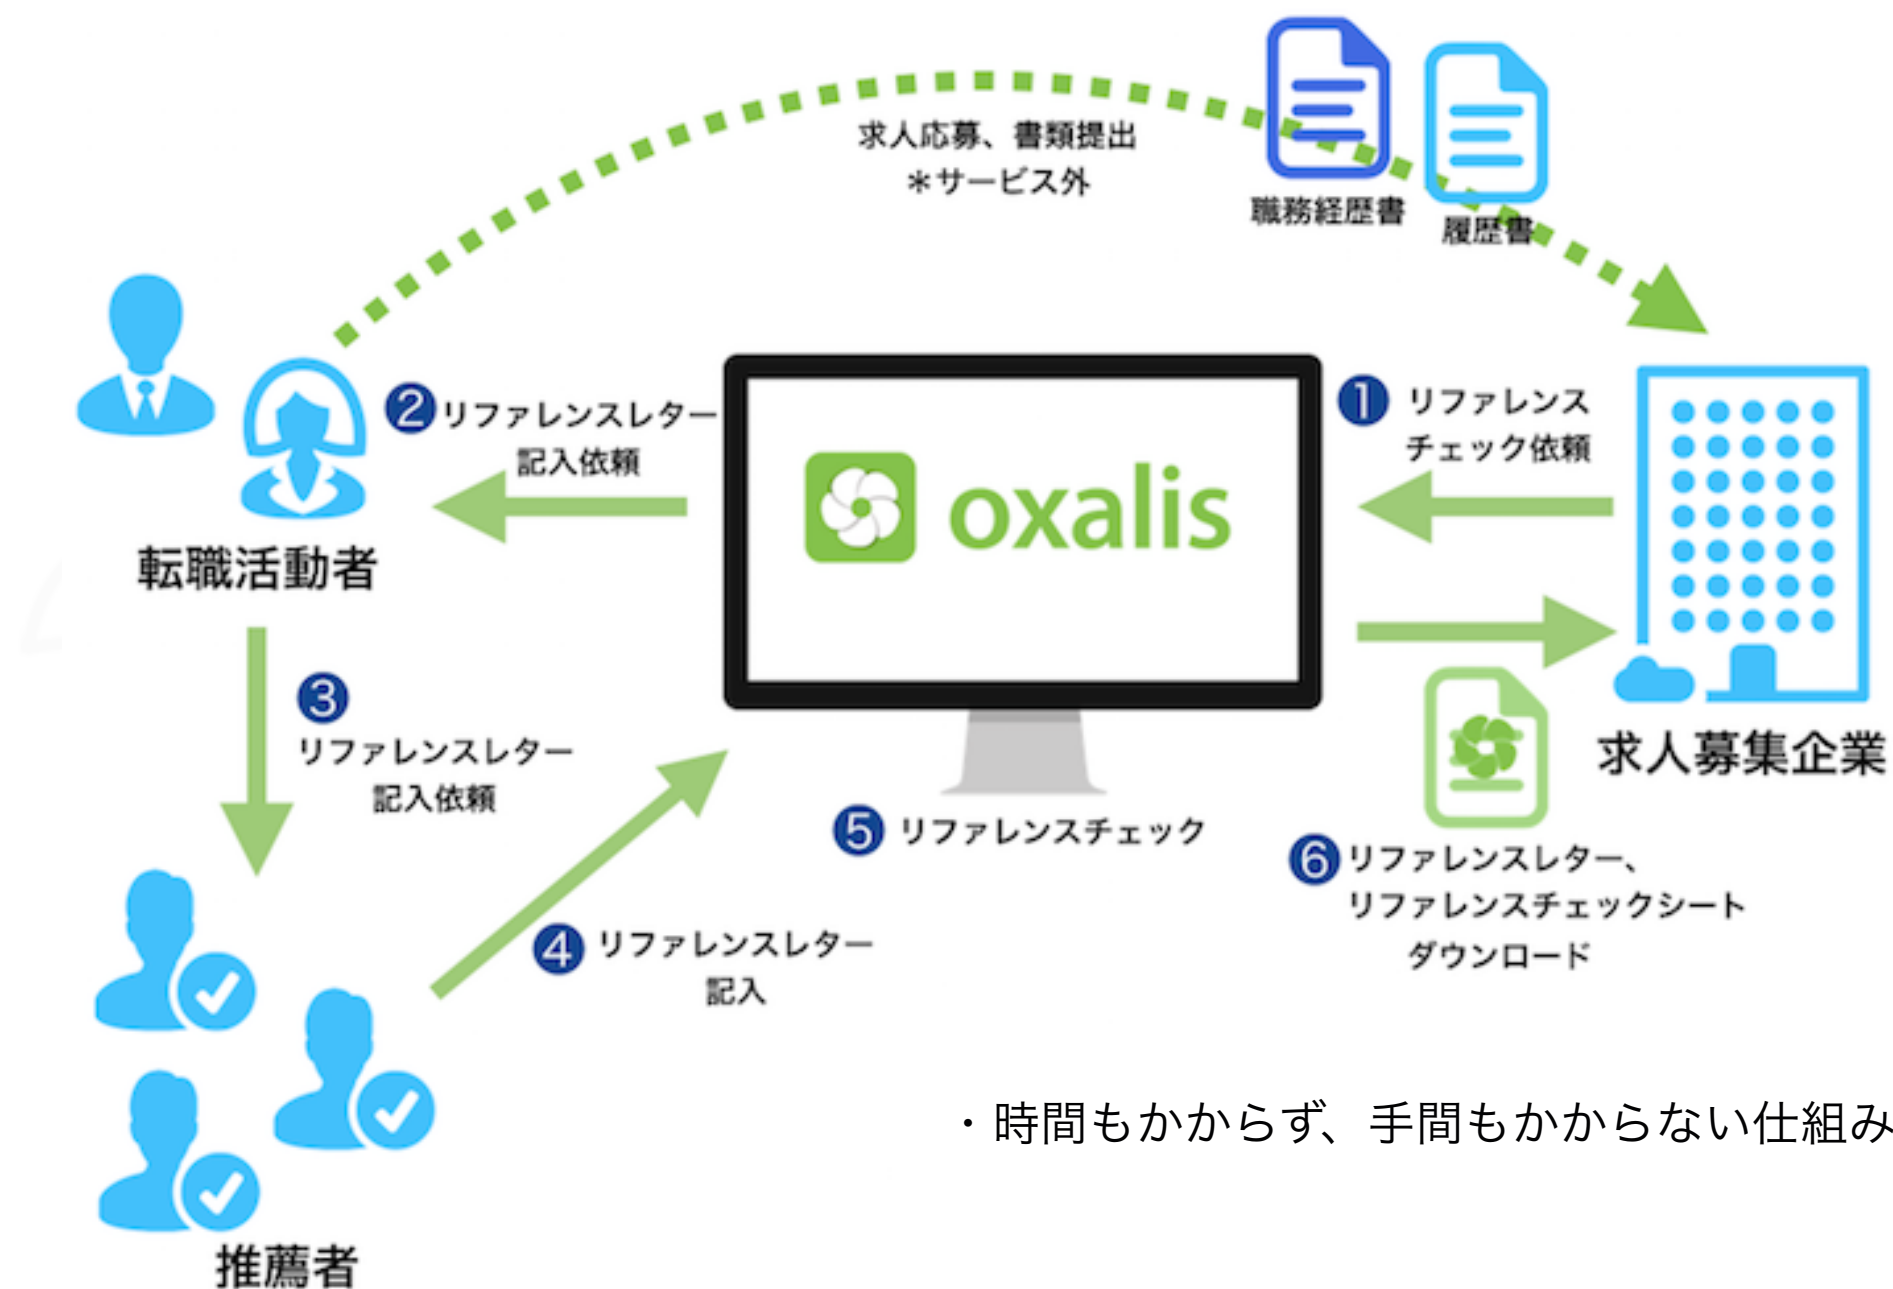 求人応募、書類提出
＊サービス外
職務経歴書
履歴書
❶ リファレンス
チェック依頼
❷ リファレンスレター
記入依頼
oxalis
転職活動者
❸
リファレンスレター
記入依頼
求人募集企業
❺ リファレンスチェック
❻ リファレンスレター、
リファレンスチェックシート
ダウンロード
❹ リファレンスレター
記入
・時間もかからず、手間もかからない仕組み
推薦者